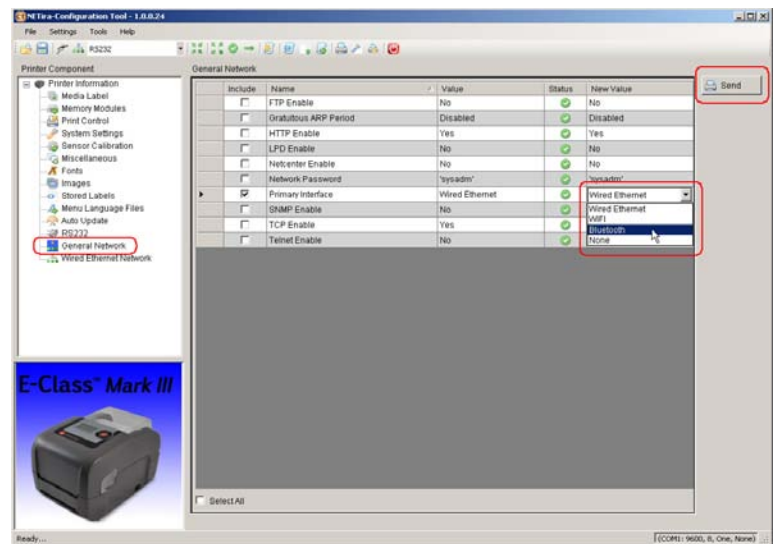 NETira-Configuration Tool - 1.0.0.24
File Settings Tools Help
RS232
Printer Component
General Network
Printer Information
Media Label
Memory Modules
Print Control
System Settings
Sensor Calibration
Miscellaneous
Fonts
Images
Stored Labels
Menu Language Files
Auto Update
RS232
General Network
Wired Ethernet Network
Include Name Value Status New Value
FTP Enable No No
Gratuitous ARP Period Disabled Disabled
HTTP Enable Yes Yes
LPD Enable No No
Netcenter Enable No No
Network Password 'sysadm' 'sysadm'
Primary Interface Wired Ethernet Wired Ethernet
SNMP Enable No Wired Ethernet
WiFI
TCP Enable Yes Bluetooth
Telnet Enable No None
Send
E-Class™ Mark III
Select All
Ready...
(COM1: 9600, 8, One, None)